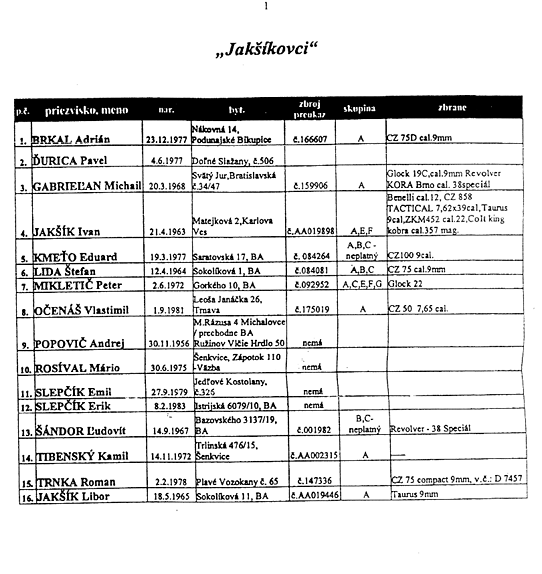 1
„Jakšíkovci“
p.č. priezvisko, meno nar. byt. zbroj preukaz skupina zbrane
1. BRKAL Adrián 23.12.1977 Nákovná 14, Podunajské Bikupice č.166607 A CZ 75D cal.9mm
2. ĎURICA Pavel 4.6.1977 Doľné Slažany, č.506
3. GABRIEĽAN Michail 20.3.1968 Svätý Jur,Bratislavská č.34/47 č.159906 A Glock 19C,cal.9mm Revolver KORA Brno cal. 38speciál
4. JAKŠÍK Ivan 21.4.1963 Matejkova 2,Karlova Ves č.AA019898 A,E,F Benelli cal.12, CZ 858 TACTICAL 7,62x39cal,Taurus 9cal,ZKM452 cal.22,Colt king kobra cal.357 mag.
5. KMEŤO Eduard 19.3.1977 Saratovská 17, BA č. 084264 A,B,C - neplatný CZ100 9cal.
6. LIDA Štefan 12.4.1964 Sokolíková 1, BA č.084081 A,B,C CZ 75 cal.9mm
7. MIKLETIČ Peter 2.6.1972 Gorkého 10, BA č.092952 A,C,E,F,G Glock 22
8. OČENÁŠ Vlastimil 1.9.1981 Leoša Janáčka 26, Trnava č.175019 A CZ 50 7,65 cal.
9. POPOVIČ Andrej 30.11.1956 M.Rázusa 4 Michalovce / prechodne BA Ružinov Vlčie Hrdlo 50 nemá
10. ROSÍVAL Mário 30.6.1975 Šenkvice, Zápotok 110 -Väzba nemá
11. SLEPČÍK Emil 27.9.1979 Jedľové Kostolany, č.326 nemá
12. SLEPČÍK Erik 8.2.1983 Istrijská 6079/10, BA nemá
13. ŠÁNDOR Ľudovít 14.9.1967 Bazovského 3137/19, BA č.001982 B,C- neplatný Revolver - 38 Speciál
14. TIBENSKÝ Kamil 14.11.1972 Trlinská 476/15, Šenkvice č.AA002315 A —
15. TRNKA Roman 2.2.1978 Plavé Vozokany č. 65 č.147336 CZ 75 compact 9mm, v.č.: D 7457
16. JAKŠÍK Libor 18.5.1965 Sokolíková 11, BA č.AA019446 A Taurus 9mm